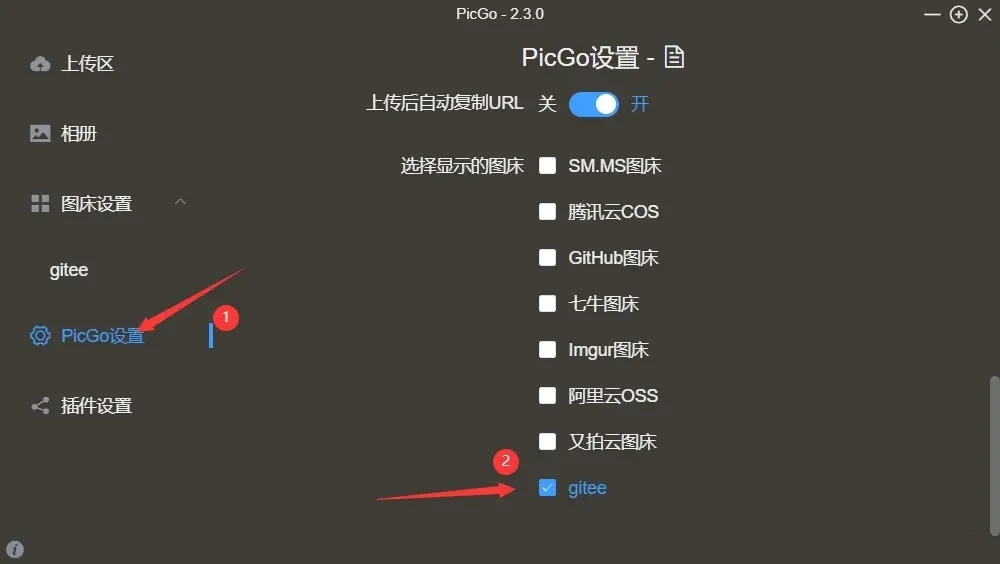 PicGo - 2.3.0
上传区
相册
图床设置
gitee
1
PicGo设置
插件设置
PicGo设置 -
上传后自动复制URL 关 开
选择显示的图床 SM.MS图床
腾讯云COS
GitHub图床
七牛图床
Imgur图床
阿里云OSS
又拍云图床
2
gitee